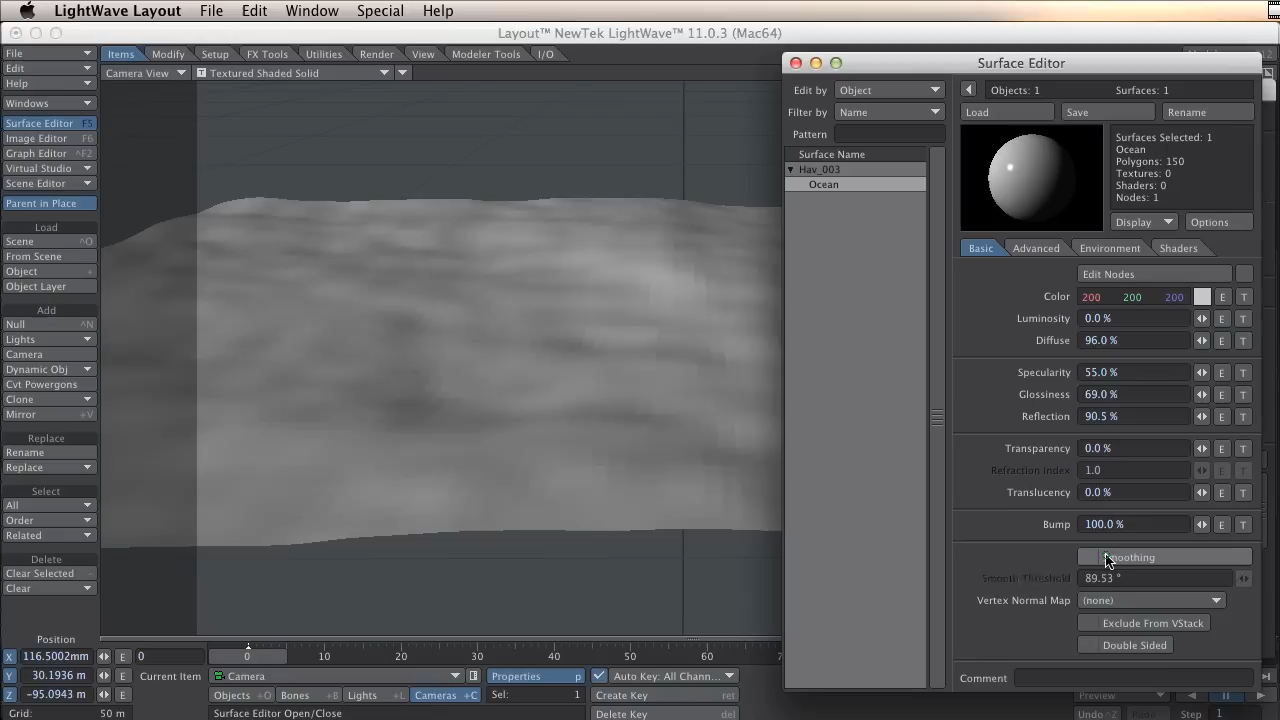 LightWave Layout File Edit Window Special Help
Layout™ NewTek LightWave™ 11.0.3 (Mac64)
File
Edit
Help
Windows
Surface Editor F5
Image Editor F6
Graph Editor ^F2
Virtual Studio
Scene Editor
Parent in Place
Load
Scene ^O
From Scene
Object +
Object Layer
Add
Null ^N
Lights
Camera
Dynamic Obj
Cvt Powergons
Clone
Mirror +V
Replace
Rename
Replace
Select
All
Order
Related
Delete
Clear Selected -
Clear
Items Modify Setup FX Tools Utilities Render View Modeler Tools I/O
Camera View Textured Shaded Solid
Surface Editor
Edit by Object
Filter by Name
Pattern
Surface Name
Hav_003
Ocean
Objects: 1 Surfaces: 1
Load Save Rename
Surfaces Selected: 1
Ocean
Polygons: 150
Textures: 0
Shaders: 0
Nodes: 1
Display Options
Basic Advanced Environment Shaders
Edit Nodes
Color 200 200 200 E T
Luminosity 0.0 % E T
Diffuse 96.0 % E T
Specularity 55.0 % E T
Glossiness 69.0 % E T
Reflection 90.5 % E T
Transparency 0.0 % E T
Refraction Index 1.0 E T
Translucency 0.0 % E T
Bump 100.0 % E T
Smoothing
Smooth Threshold 89.53 °
Vertex Normal Map (none)
Exclude From VStack
Double Sided
Comment
Position
X 116.5002mm E
Y 30.1936 m E
Z −95.0943 m E
Grid: 50 m
0 0 10 20 30 40 50 60
Current Item Camera Properties p Auto Key: All Chann...
Objects +O Bones +B Lights +L Cameras +C Sel: 1 Create Key ret
Surface Editor Open/Close Delete Key del
Preview
Undo ^Z Step 1